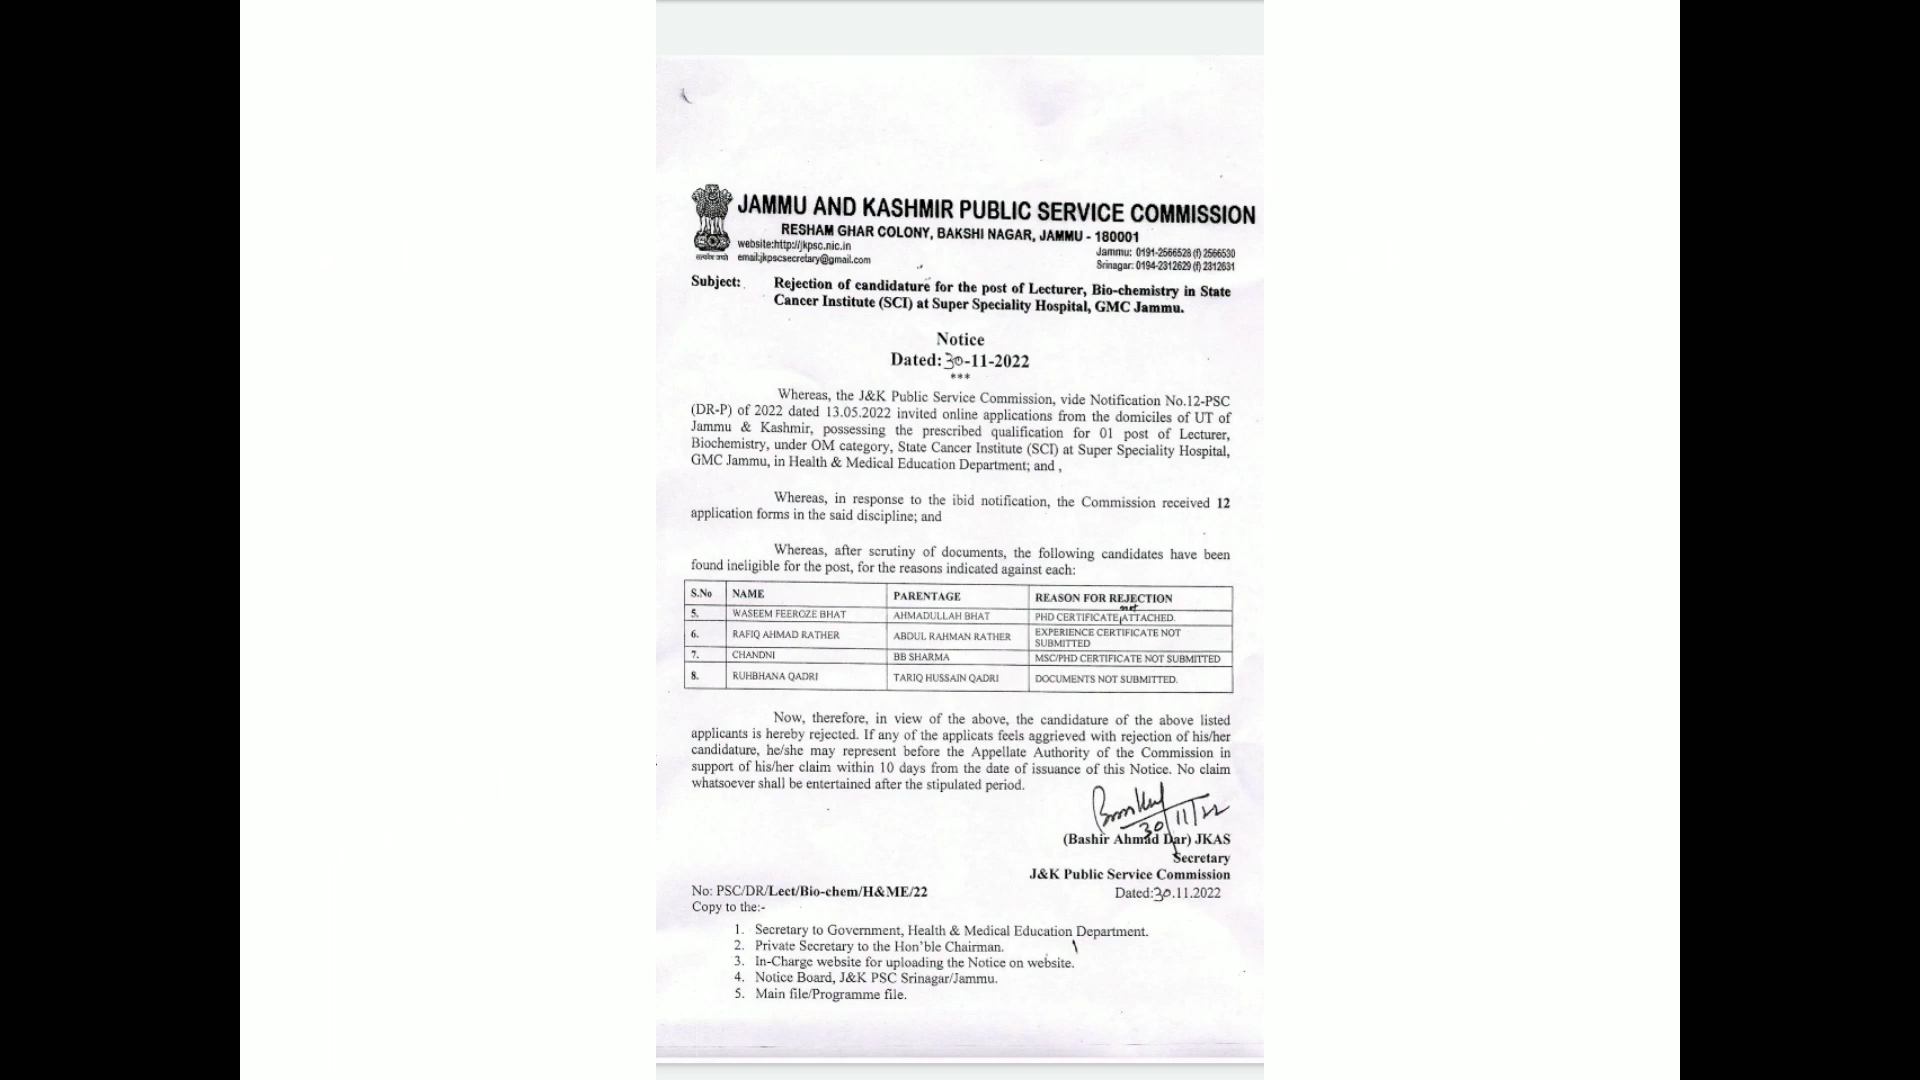 JAMMU AND KASHMIR PUBLIC SERVICE COMMISSION
RESHAM GHAR COLONY, BAKSHI NAGAR, JAMMU - 180001
website:http://jkpsc.nic.in
Jammu: 0191-2566528 (f) 2566530
सत्यमेव जयते email:jkpscsecretary@gmail.com
Srinagar: 0194-2312629 (f) 2312631
Subject: Rejection of candidature for the post of Lecturer, Bio-chemistry in State
Cancer Institute (SCI) at Super Speciality Hospital, GMC Jammu.
Notice
Dated:30-11-2022
***
Whereas, the J&K Public Service Commission, vide Notification No.12-PSC
(DR-P) of 2022 dated 13.05.2022 invited online applications from the domiciles of UT of
Jammu & Kashmir, possessing the prescribed qualification for 01 post of Lecturer,
Biochemistry, under OM category, State Cancer Institute (SCI) at Super Speciality Hospital,
GMC Jammu, in Health & Medical Education Department; and ,
Whereas, in response to the ibid notification, the Commission received 12
application forms in the said discipline; and
Whereas, after scrutiny of documents, the following candidates have been
found ineligible for the post, for the reasons indicated against each:
S.No NAME PARENTAGE REASON FOR REJECTION
5. WASEEM FEEROZE BHAT AHMADULLAH BHAT PHD CERTIFICATE not ATTACHED.
6. RAFIQ AHMAD RATHER ABDUL RAHMAN RATHER EXPERIENCE CERTIFICATE NOT
SUBMITTED
7. CHANDNI BB SHARMA MSC/PHD CERTIFICATE NOT SUBMITTED
8. RUHBHANA QADRI TARIQ HUSSAIN QADRI DOCUMENTS NOT SUBMITTED.
Now, therefore, in view of the above, the candidature of the above listed
applicants is hereby rejected. If any of the applicats feels aggrieved with rejection of his/her
candidature, he/she may represent before the Appellate Authority of the Commission in
support of his/her claim within 10 days from the date of issuance of this Notice. No claim
whatsoever shall be entertained after the stipulated period.
30/11/22
(Bashir Ahmad Dar) JKAS
Secretary
J&K Public Service Commission
No: PSC/DR/Lect/Bio-chem/H&ME/22
Dated:30.11.2022
Copy to the:-
1. Secretary to Government, Health & Medical Education Department.
2. Private Secretary to the Hon'ble Chairman.
3. In-Charge website for uploading the Notice on website.
4. Notice Board, J&K PSC Srinagar/Jammu.
5. Main file/Programme file.